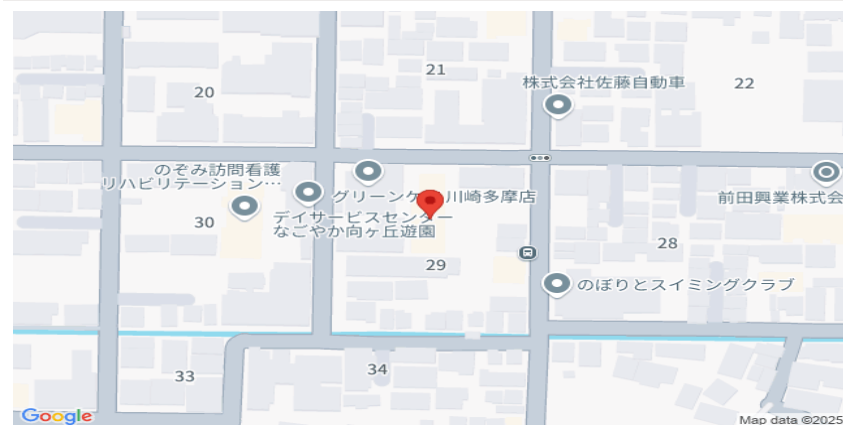 21
株式会社佐藤自動車
22
20
のぞみ訪問看護
リハビリテーション…
グリーンケ
川崎多摩店
前田興業株式会
デイサービスセンター
なごやか向ヶ丘遊園
30
28
29
のぼりとスイミングクラブ
34
33
Google
Map data ©2025